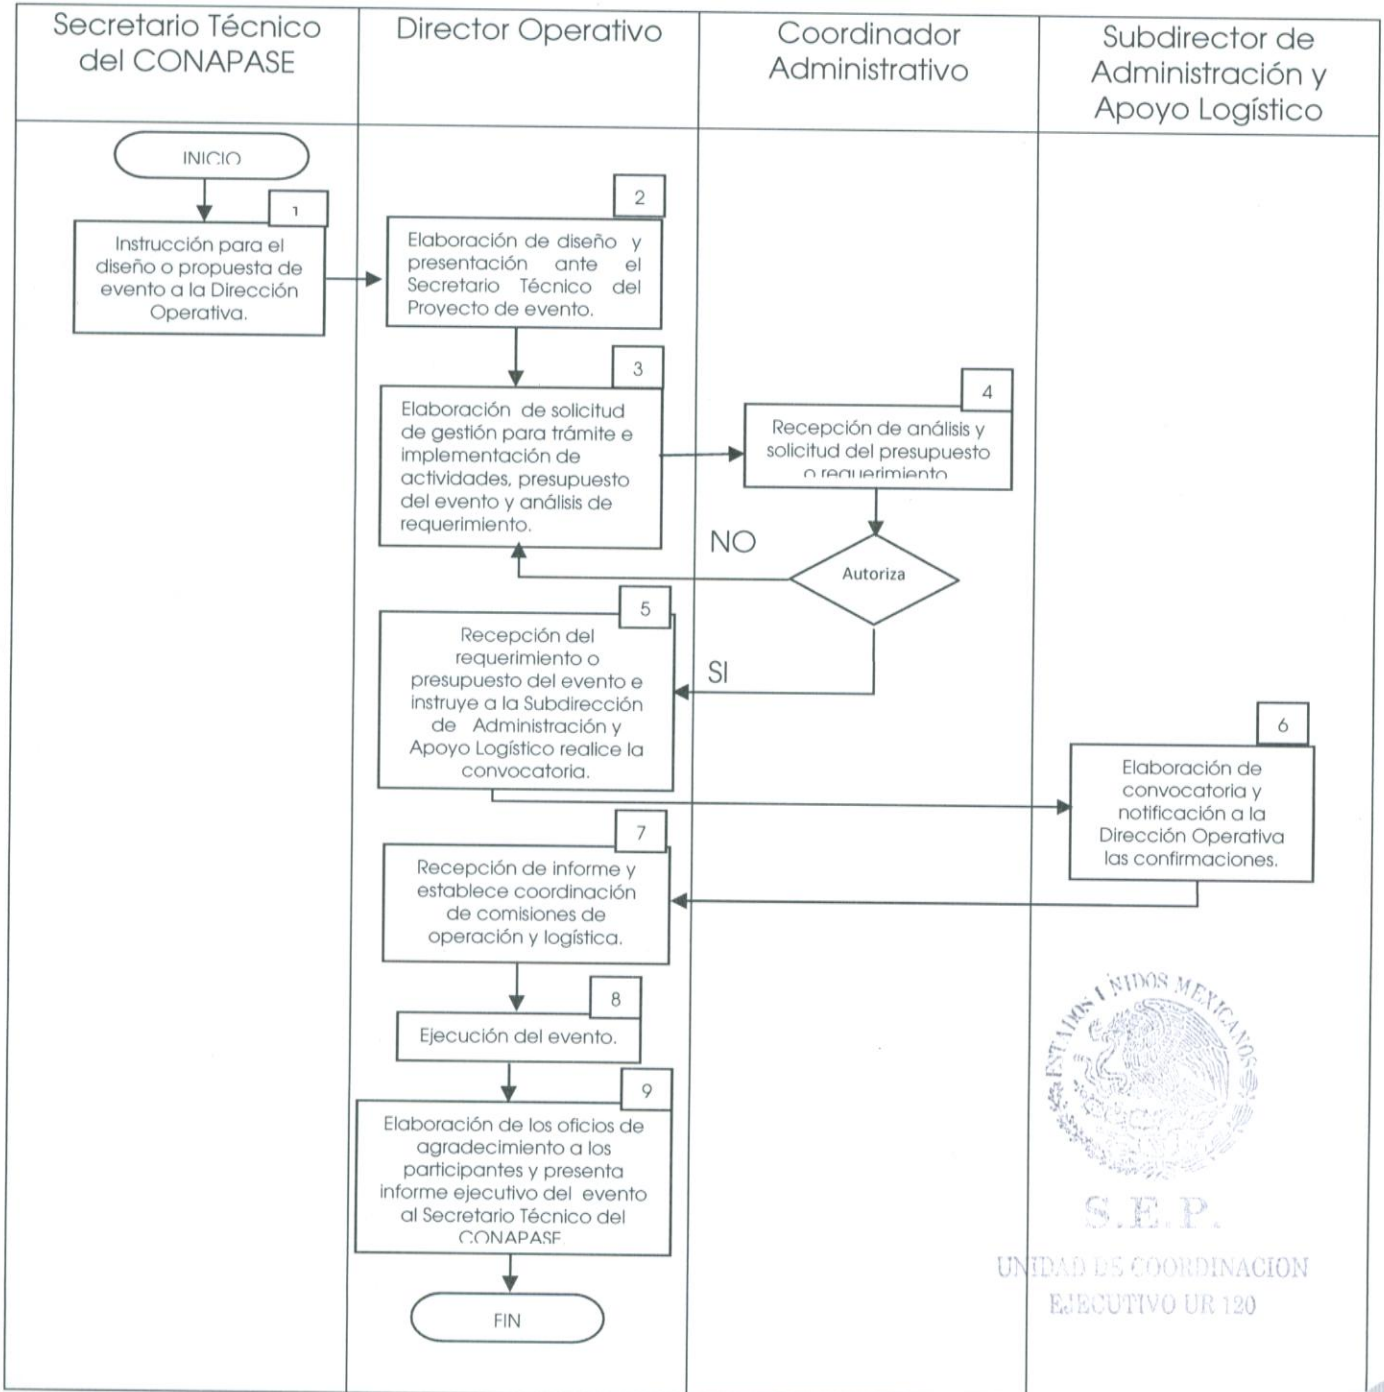 Secretario Técnico
del CONAPASE
Director Operativo
Coordinador
Administrativo
Subdirector de
Administración y
Apoyo Logístico
INICIO
1
Instrucción para el
diseño o propuesta de
evento a la Dirección
Operativa.
2
Elaboración de diseño y
presentación ante el
Secretario Técnico del
Proyecto de evento.
3
Elaboración de solicitud
de gestión para trámite e
implementación de
actividades, presupuesto
del evento y análisis de
requerimiento.
4
Recepción de análisis y
solicitud del presupuesto
o requerimiento
Autoriza
NO
SI
5
Recepción del
requerimiento o
presupuesto del evento e
instruye a la Subdirección
de Administración y
Apoyo Logístico realice la
convocatoria.
6
Elaboración de
convocatoria y
notificación a la
Dirección Operativa
las confirmaciones.
7
Recepción de informe y
establece coordinación
de comisiones de
operación y logística.
8
Ejecución del evento.
9
Elaboración de los oficios de
agradecimiento a los
participantes y presenta
informe ejecutivo del evento
al Secretario Técnico del
CONAPASE
FIN
ESTADOS UNIDOS MEXICANOS
S.E.P.
UNIDAD DE COORDINACION
EJECUTIVO UR 120